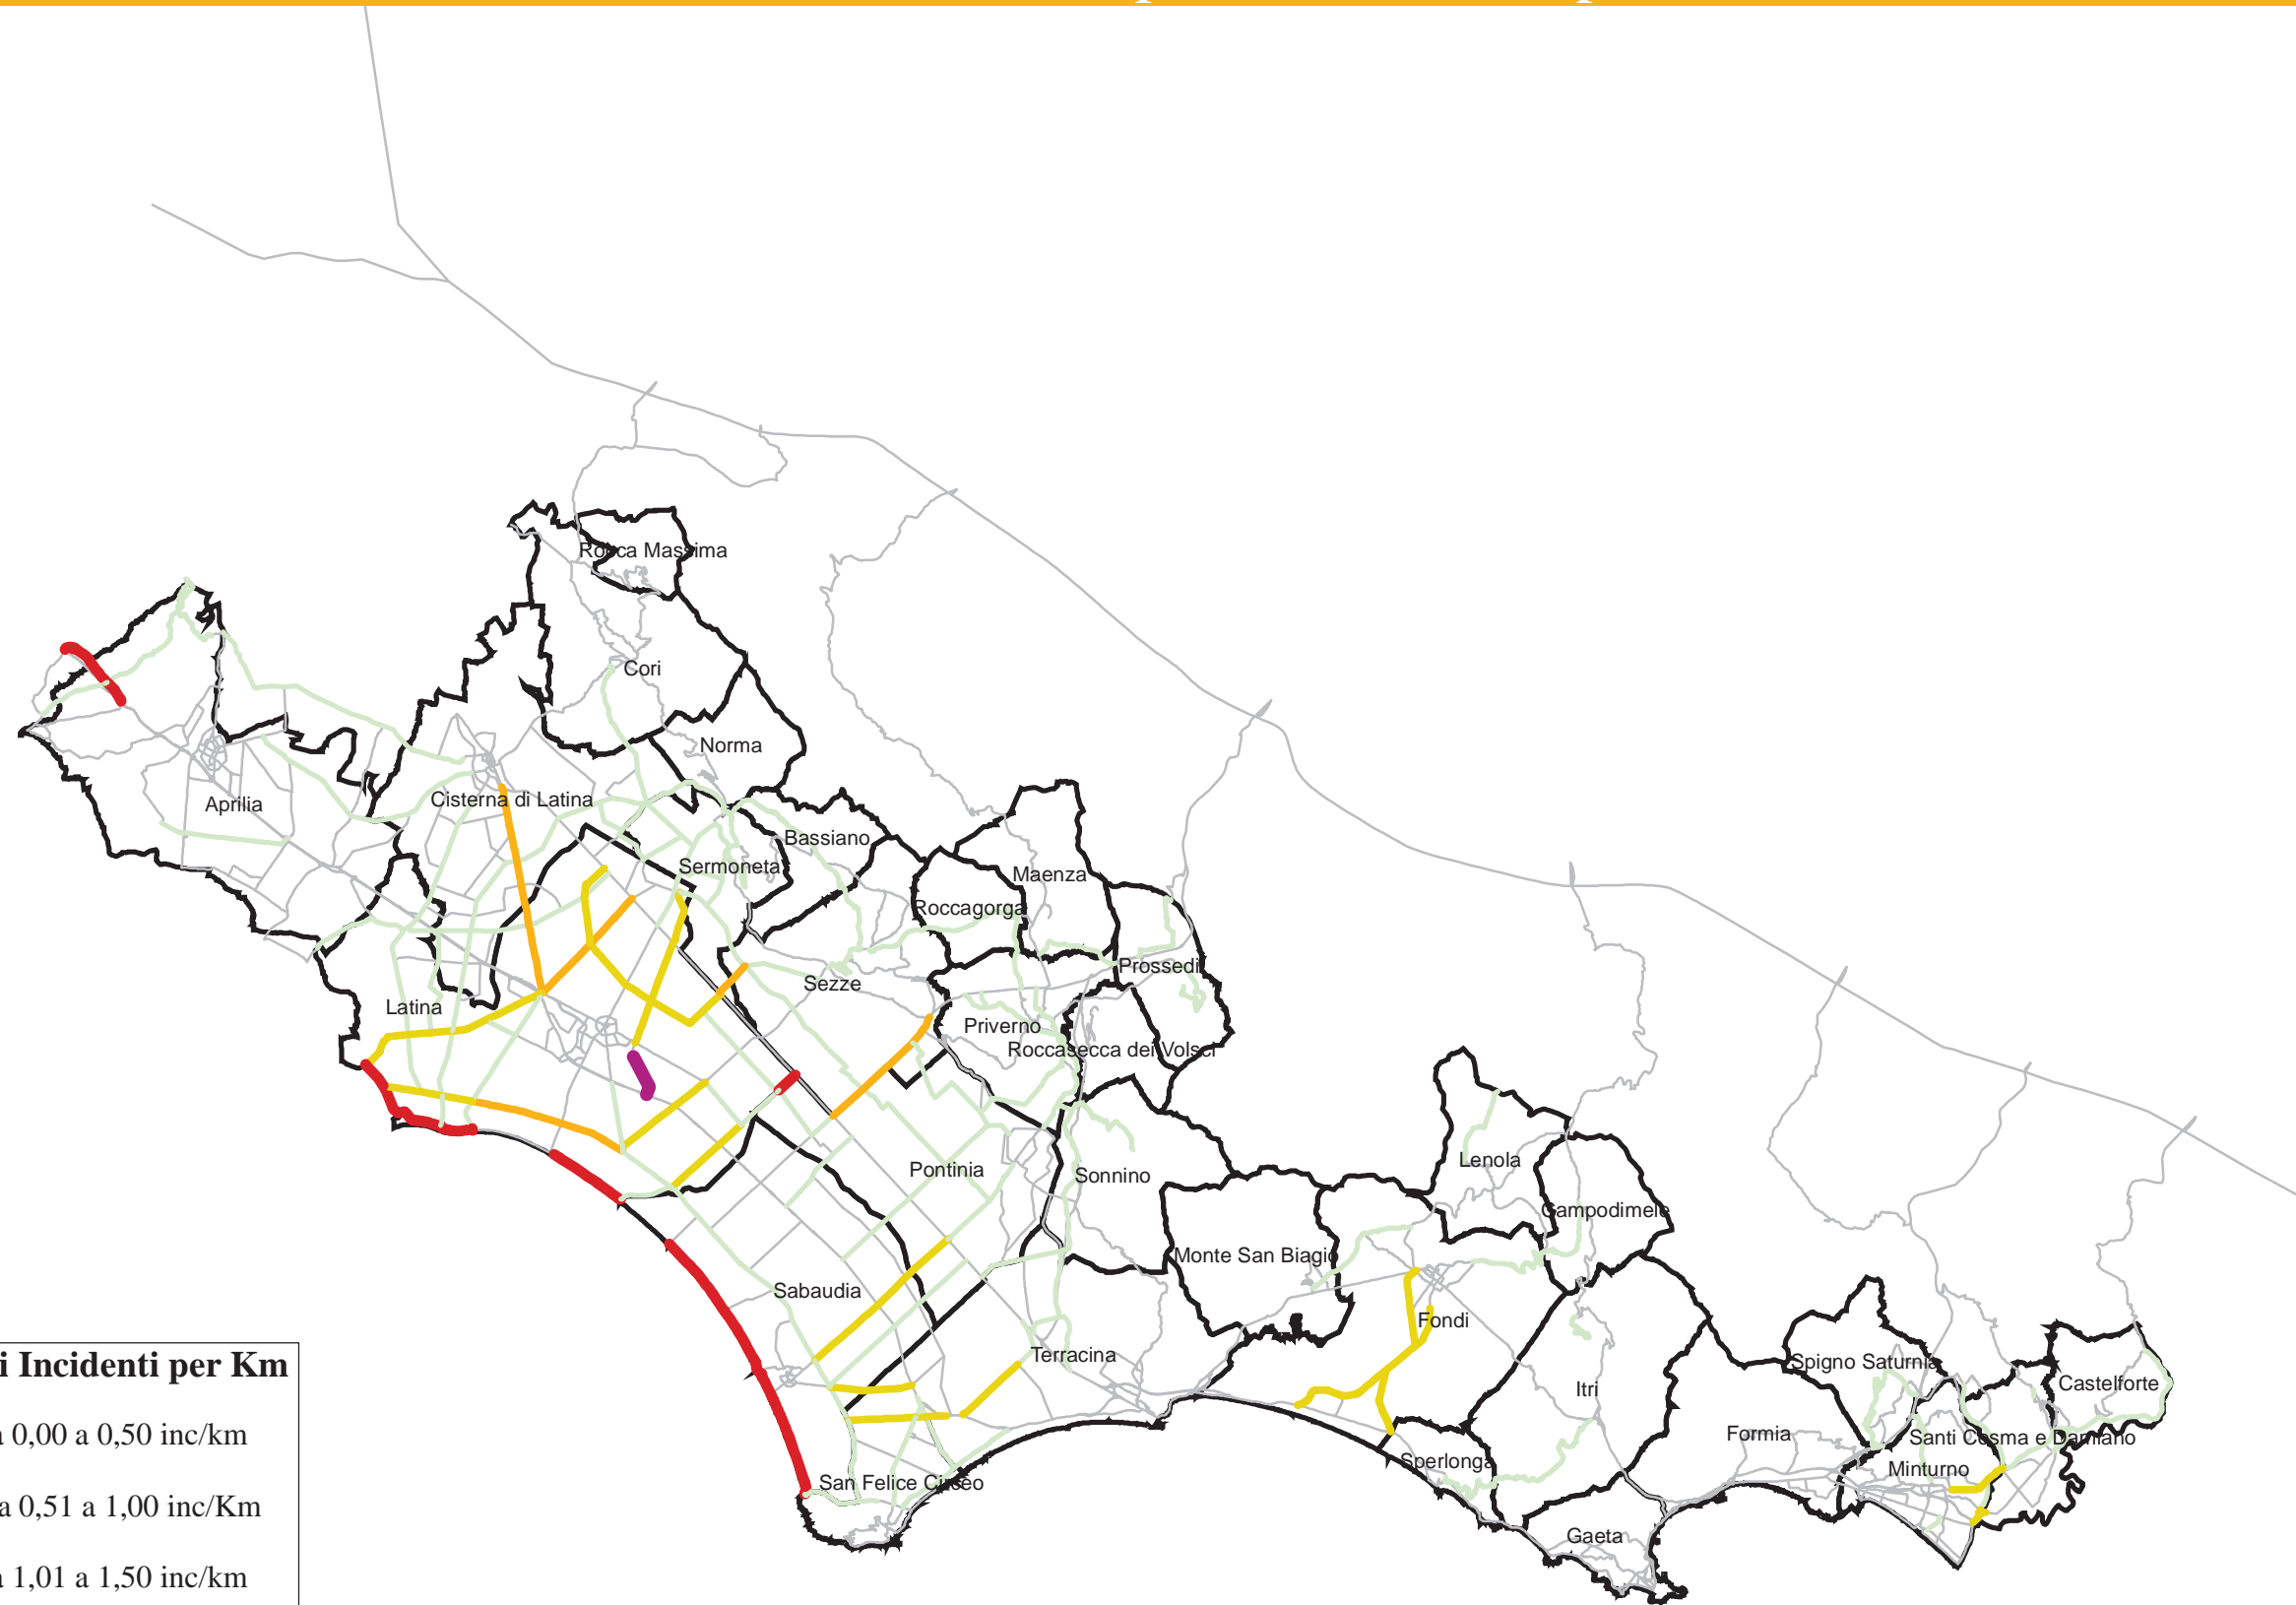 Rocca Massima
Cori
Norma
Aprilia
Cisterna di Latina
Bassiano
Sermoneta
Maenza
Roccagorga
Prossedi
Sezze
Latina
Priverno
Roccasecca dei Volsci
Lenola
Pontinia
Sonnino
Campodimele
Monte San Biagio
Sabaudia
Fondi
Terracina
Spigno Saturnia
Itri
Castelforte
Formia
Santi Cosma e Damiano
Sperlonga
Minturno
San Felice Circeo
Gaeta
i Incidenti per Km
a 0,00 a 0,50 inc/km
a 0,51 a 1,00 inc/Km
a 1,01 a 1,50 inc/km